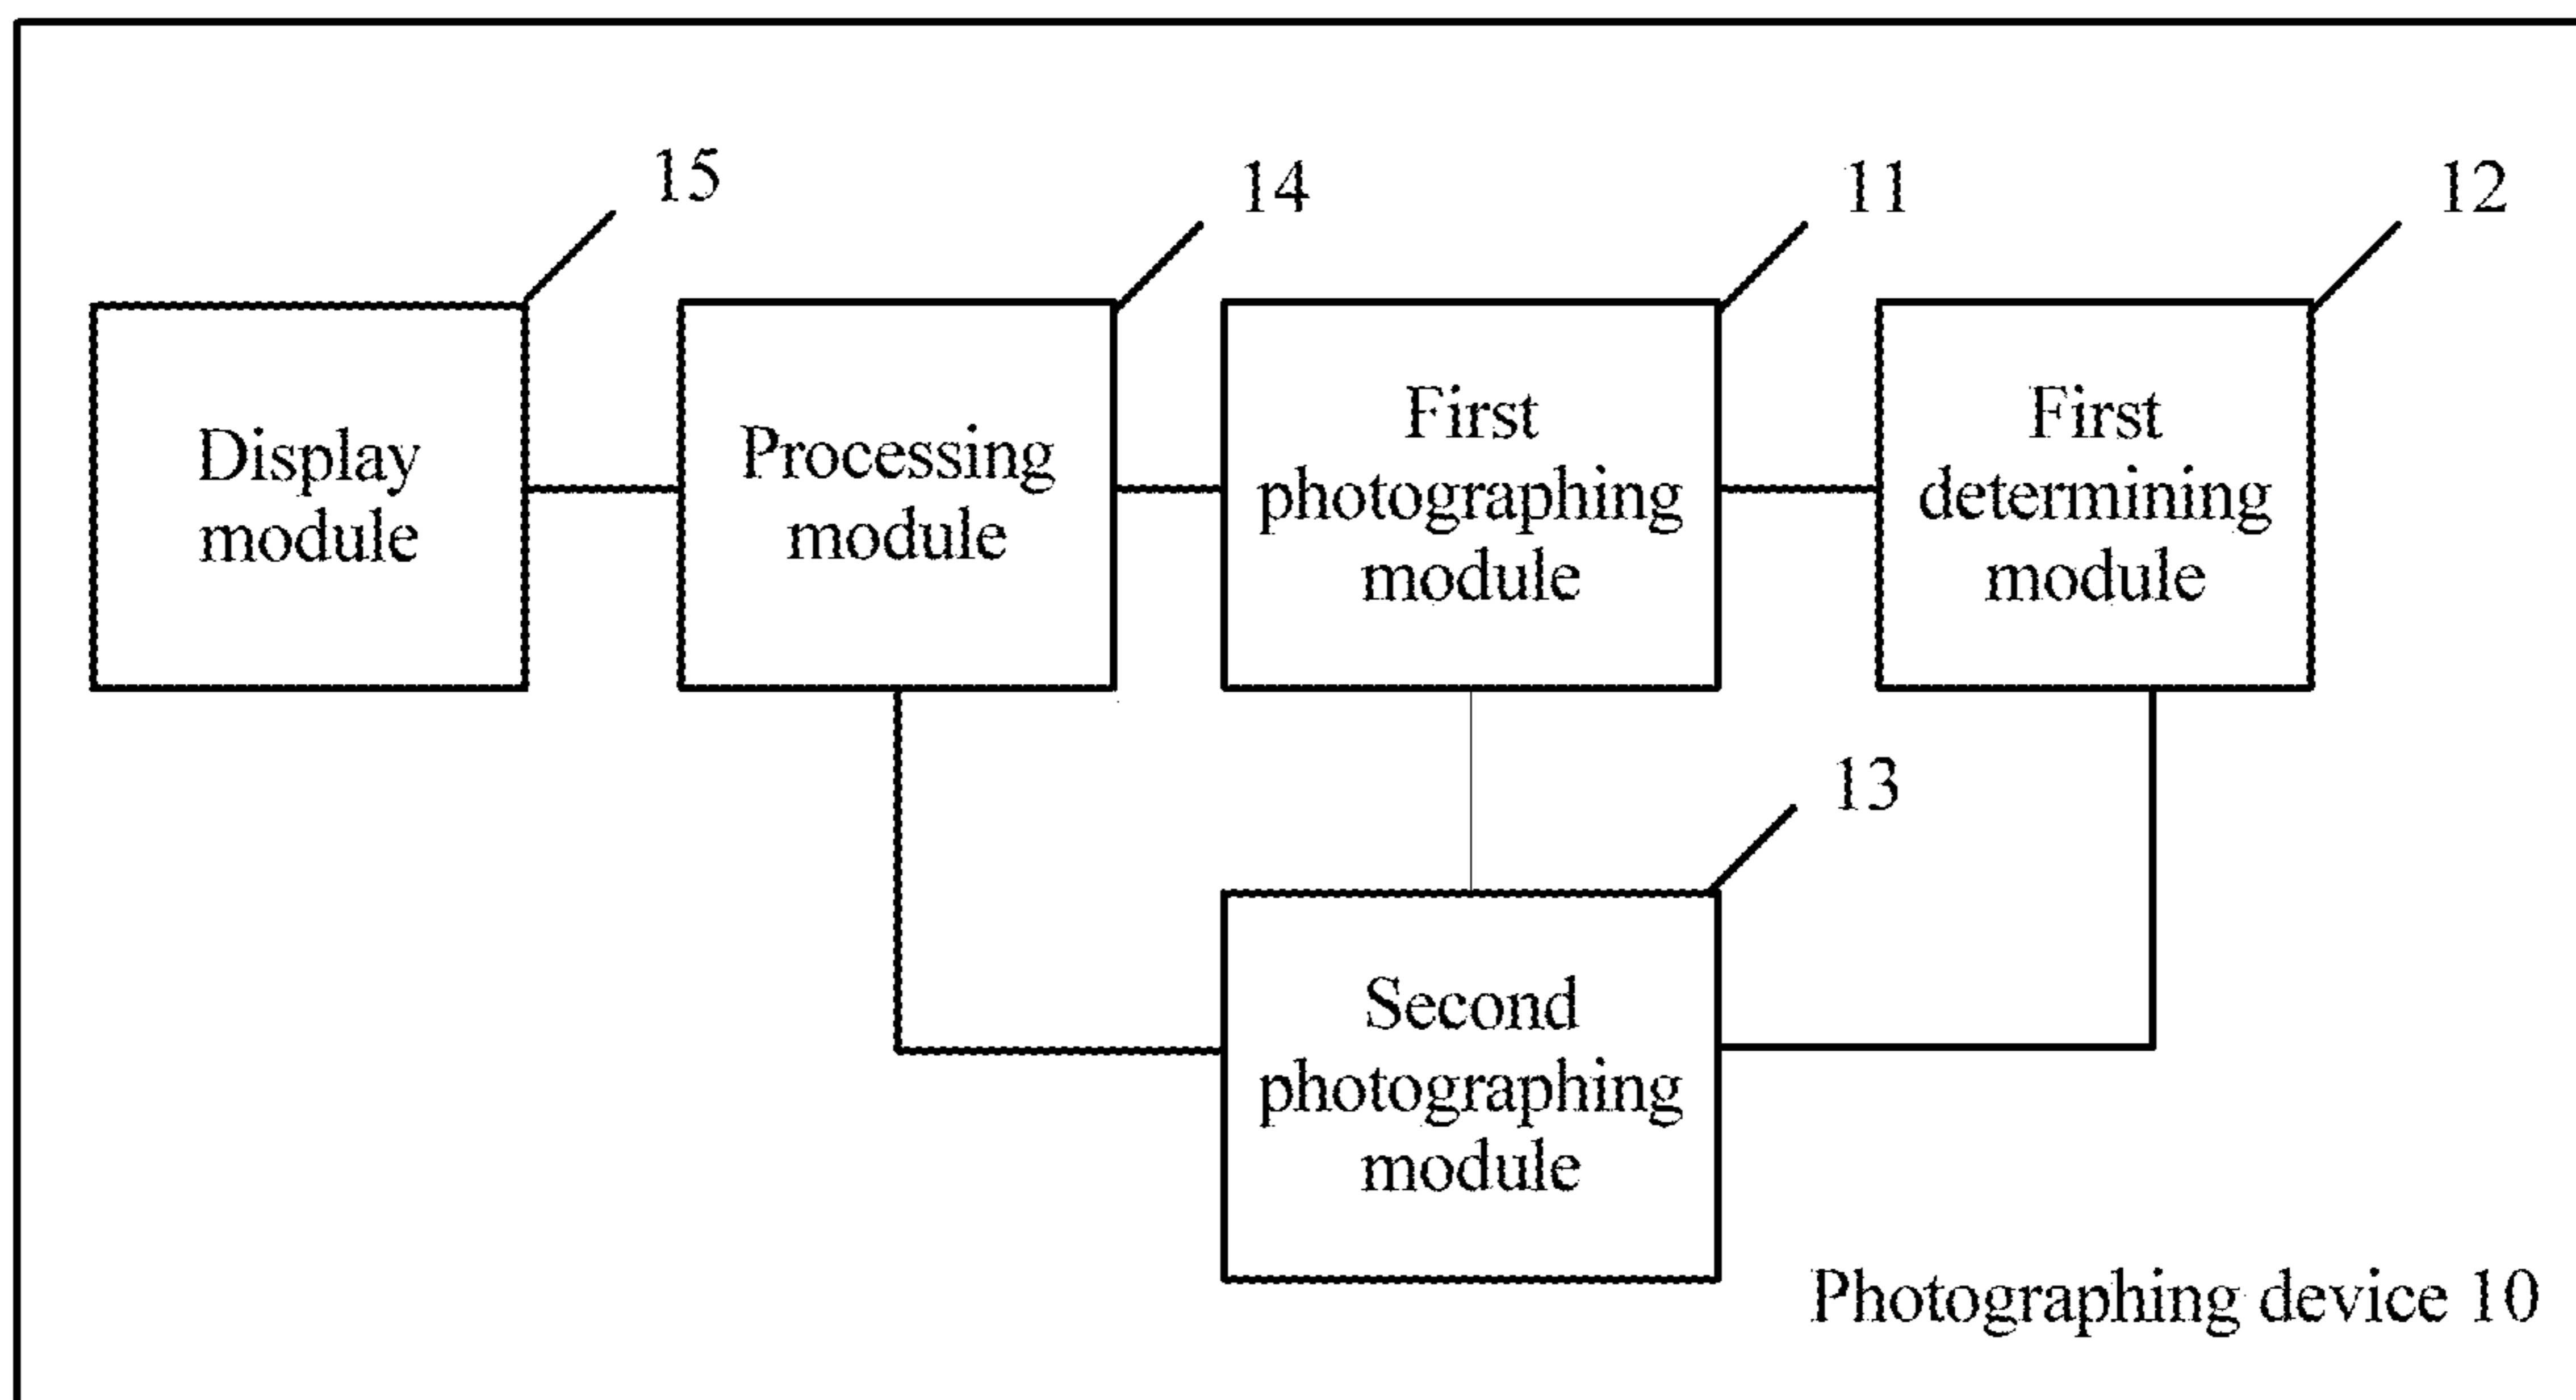 15
14
11
12
Display
module
Processing
module
First
photographing
module
First
determining
module
13
Second
photographing
module
Photographing device 10